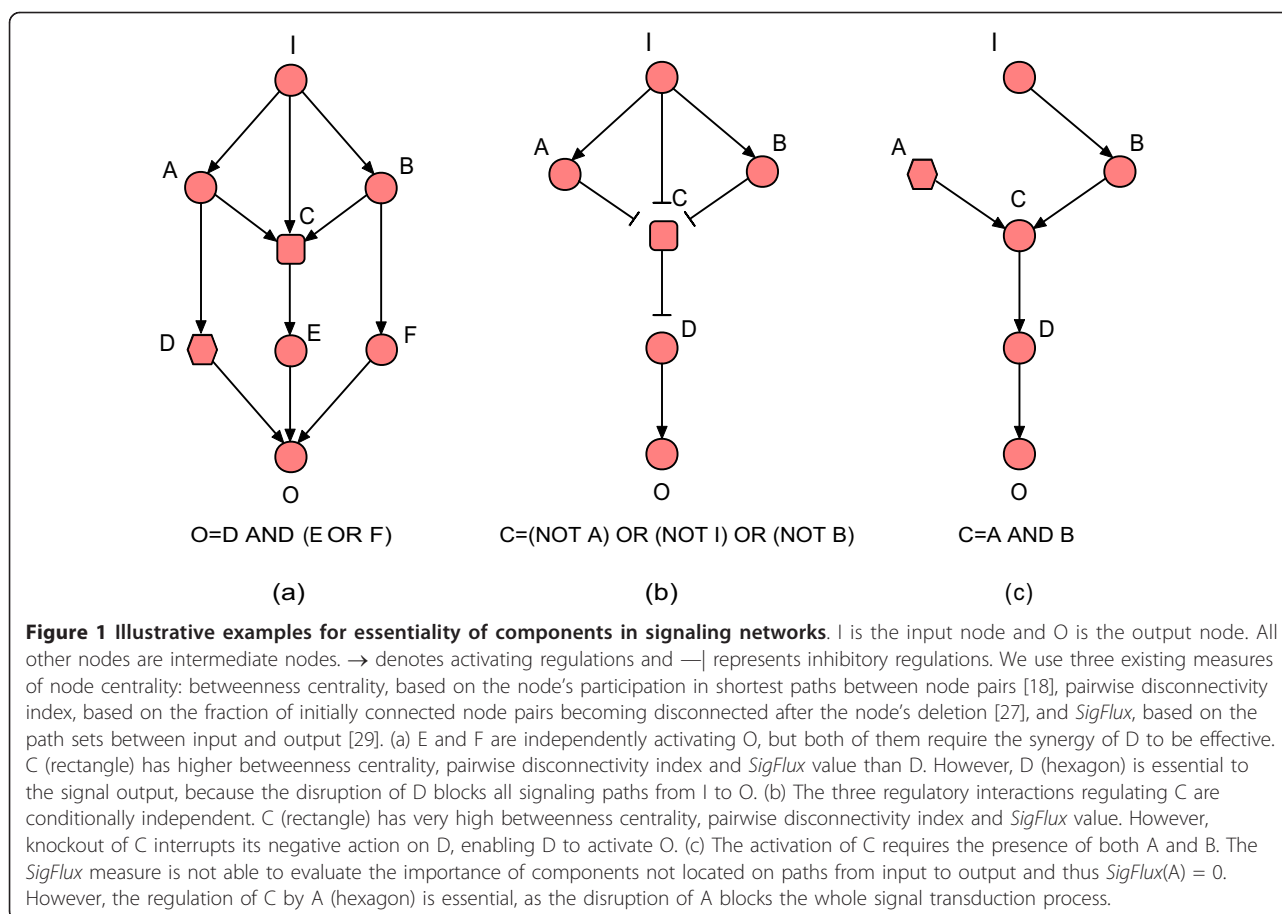 I
I
I
A
B
C
A
B
C
A
B
C
D
E
F
D
D
O
O
O
O=D AND (E OR F)
C=(NOT A) OR (NOT I) OR (NOT B)
C=A AND B
(a)
(b)
(c)
Figure 1 Illustrative examples for essentiality of components in signaling networks. I is the input node and O is the output node. All
other nodes are intermediate nodes. → denotes activating regulations and —| represents inhibitory regulations. We use three existing measures
of node centrality: betweenness centrality, based on the node's participation in shortest paths between node pairs [18], pairwise disconnectivity
index, based on the fraction of initially connected node pairs becoming disconnected after the node's deletion [27], and SigFlux, based on the
path sets between input and output [29]. (a) E and F are independently activating O, but both of them require the synergy of D to be effective.
C (rectangle) has higher betweenness centrality, pairwise disconnectivity index and SigFlux value than D. However, D (hexagon) is essential to
the signal output, because the disruption of D blocks all signaling paths from I to O. (b) The three regulatory interactions regulating C are
conditionally independent. C (rectangle) has very high betweenness centrality, pairwise disconnectivity index and SigFlux value. However,
knockout of C interrupts its negative action on D, enabling D to activate O. (c) The activation of C requires the presence of both A and B. The
SigFlux measure is not able to evaluate the importance of components not located on paths from input to output and thus SigFlux(A) = 0.
However, the regulation of C by A (hexagon) is essential, as the disruption of A blocks the whole signal transduction process.